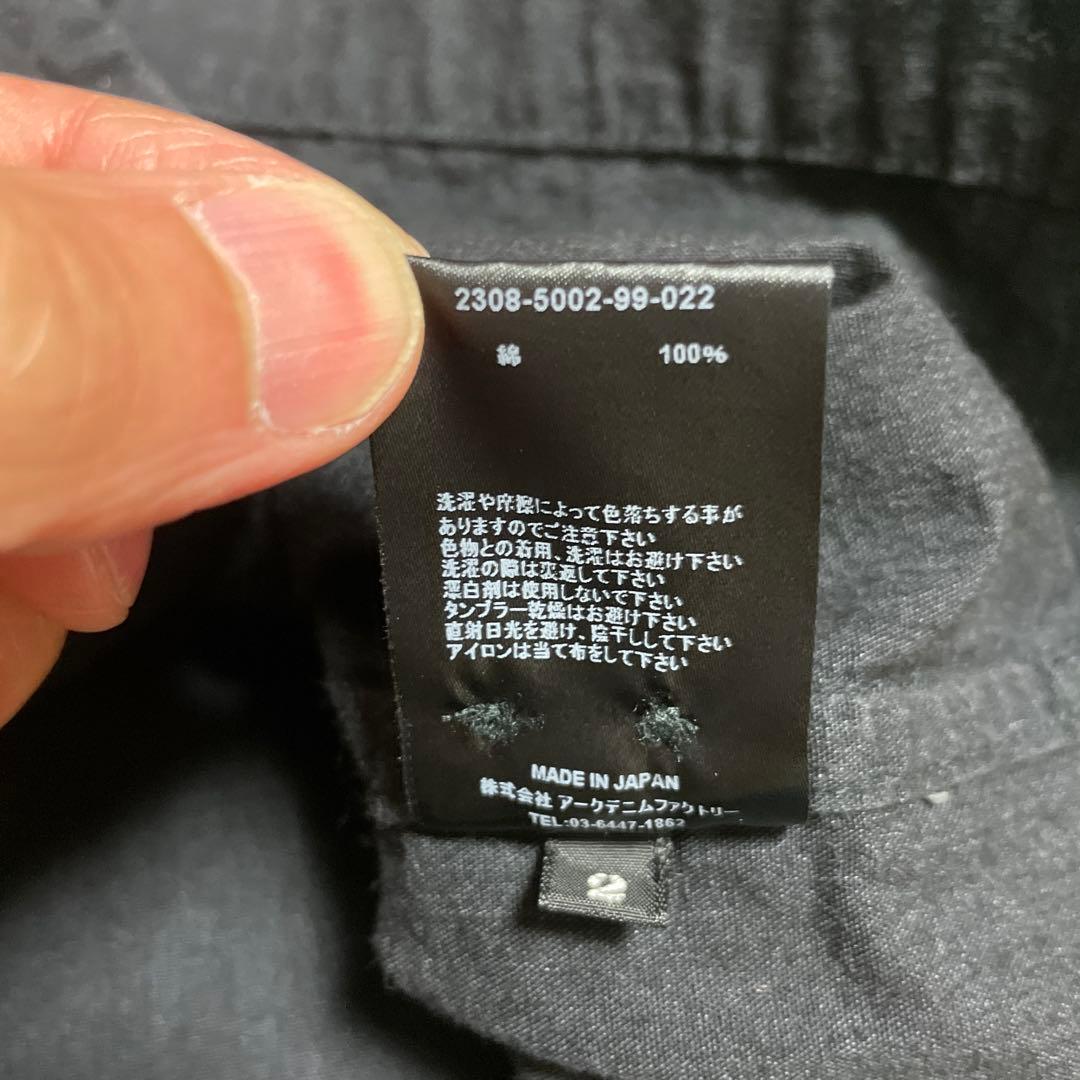 2308-5002-99-022
綿 100%
洗濯や摩擦によって色落ちする事が
ありますのでご注意下さい
色物との着用、洗濯はお避け下さい
洗濯の際は裏返して下さい
漂白剤は使用しないで下さい
タンブラー乾燥はお避け下さい
直射日光を避け、陰干しして下さい
アイロンは当て布をして下さい
MADE IN JAPAN
株式会社 アークデニムファクトリー
TEL:03-6447-1862
2